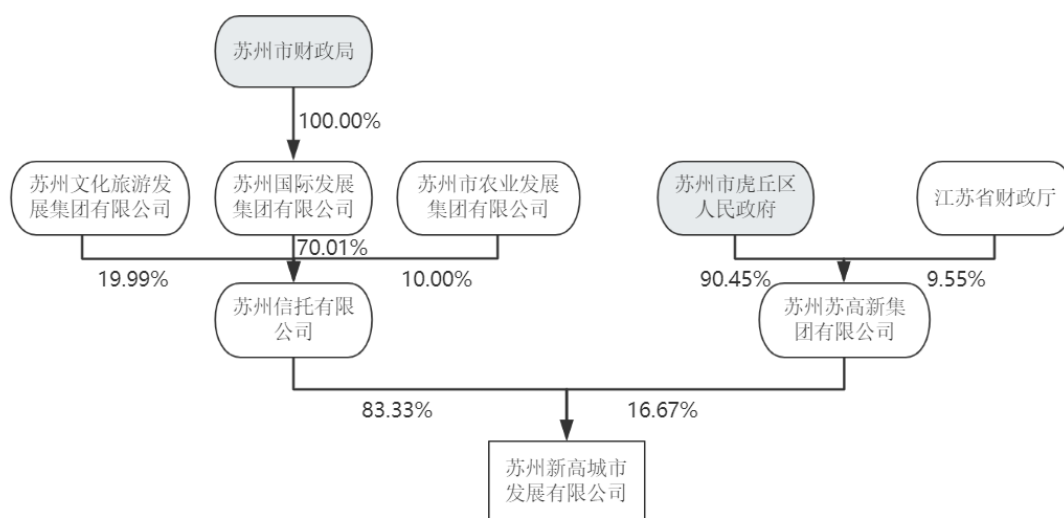 苏州市财政局
100.00%
苏州文化旅游发
展集团有限公司
苏州国际发展
集团有限公司
苏州市农业发展
集团有限公司
苏州市虎丘区
人民政府
江苏省财政厅
70.01%
19.99%
10.00%
90.45%
9.55%
苏州信托有限
公司
苏州苏高新集
团有限公司
83.33%
16.67%
苏州新高城市
发展有限公司